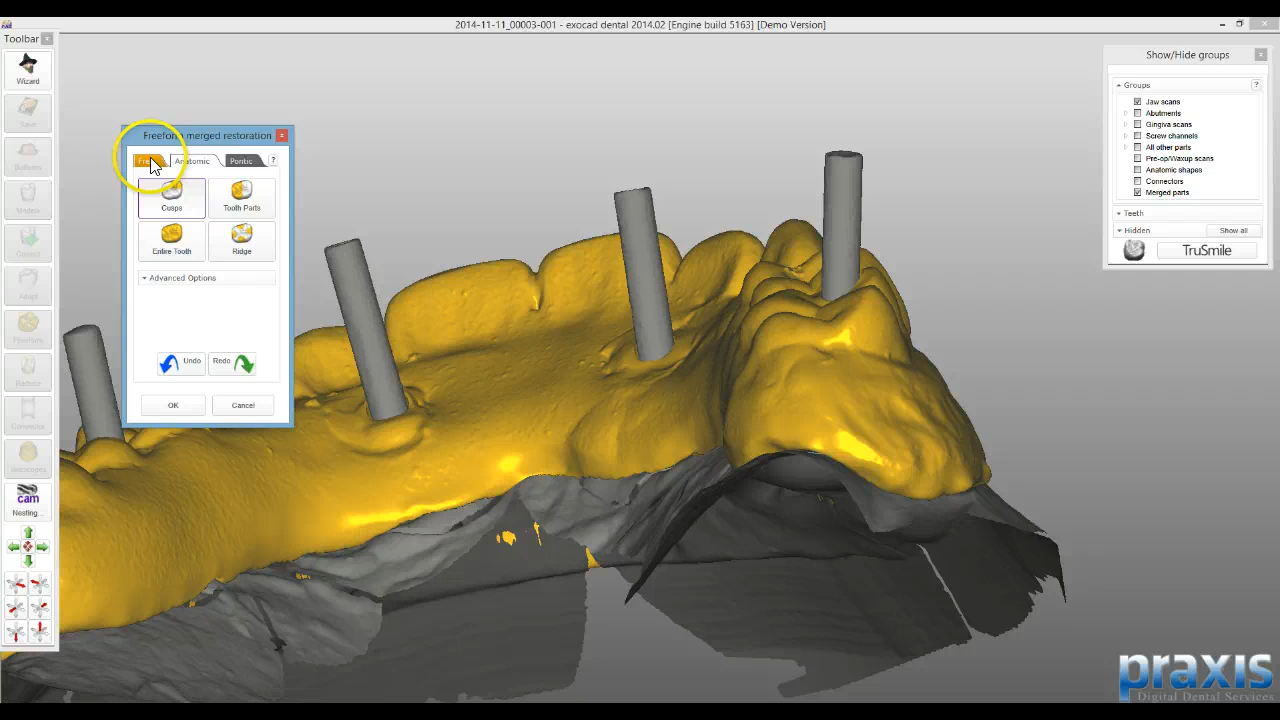 2014-11-11_00003-001 - exocad dental 2014.02 [Engine build 5163] [Demo Version]
Toolbar
Wizard
Nesting...
cam
Freeform merged restoration
Anatomic
Pontic
?
Cusps
Tooth Parts
Entire Tooth
Ridge
Advanced Options
Undo
Redo
OK
Cancel
Show/Hide groups
Groups
?
Jaw scans
Abutments
Gingiva scans
Screw channels
All other parts
Pre-op/Waxup scans
Anatomic shapes
Connectors
Merged parts
Teeth
Hidden
Show all
TruSmile
praxis
Digital Dental Services